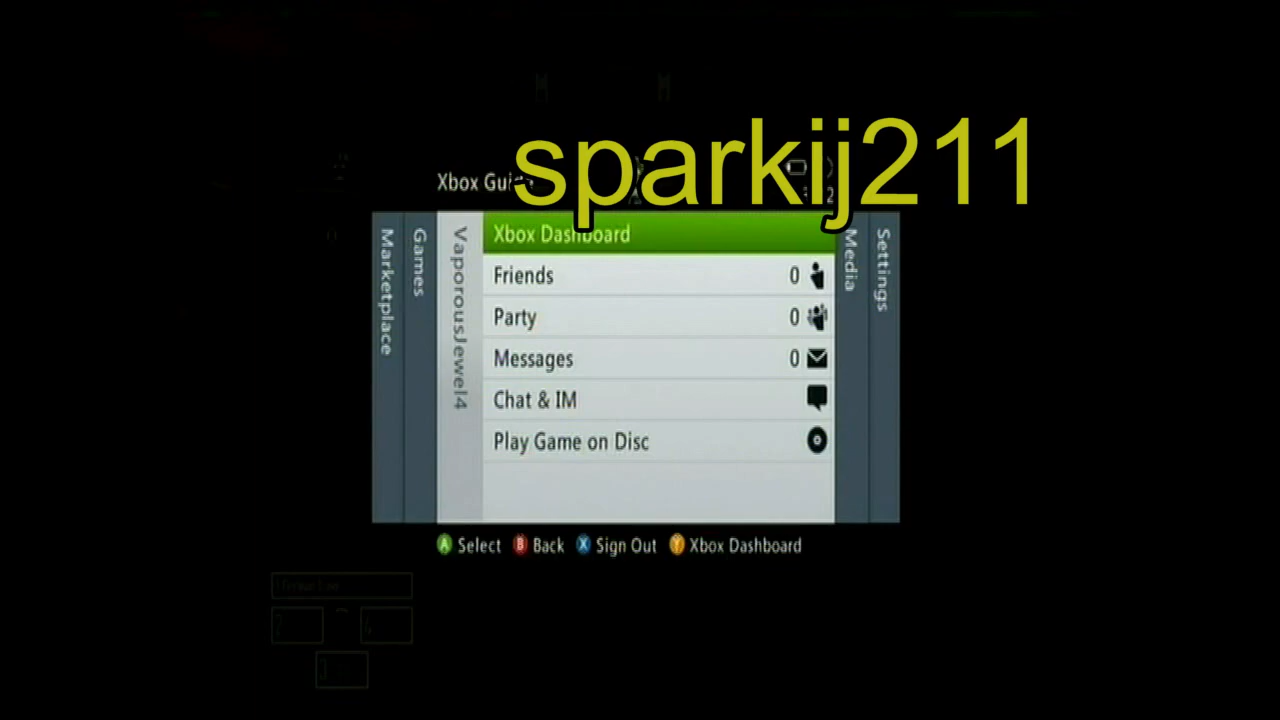 sparkij211
Xbox Guide
Marketplace
Games
VaporousJewel4
Xbox Dashboard
Friends 0
Party 0
Messages 0
Chat & IM
Play Game on Disc
Media
Settings
A Select B Back X Sign Out Y Xbox Dashboard